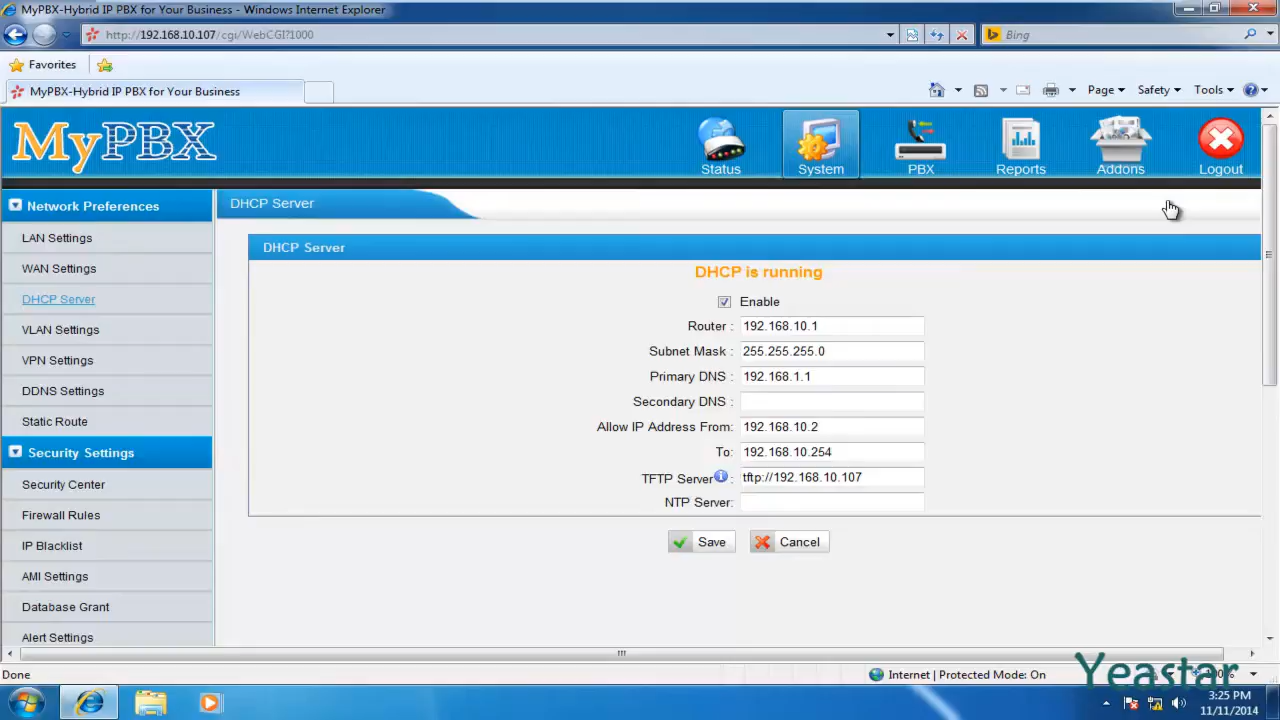 MyPBX-Hybrid IP PBX for Your Business - Windows Internet Explorer
http://192.168.10.107/cgi/WebCGI?1000
Bing
Favorites
MyPBX-Hybrid IP PBX for Your Business
Page
Safety
Tools
MyPBX
Status
System
PBX
Reports
Addons
Logout
Network Preferences
LAN Settings
WAN Settings
DHCP Server
VLAN Settings
VPN Settings
DDNS Settings
Static Route
Security Settings
Security Center
Firewall Rules
IP Blacklist
AMI Settings
Database Grant
Alert Settings
DHCP Server
DHCP Server
DHCP is running
Enable
Router : 192.168.10.1
Subnet Mask : 255.255.255.0
Primary DNS : 192.168.1.1
Secondary DNS :
Allow IP Address From: 192.168.10.2
To: 192.168.10.254
TFTP Server : tftp://192.168.10.107
NTP Server:
Save
Cancel
Done
Internet | Protected Mode: On
Yeastar
3:25 PM
11/11/2014